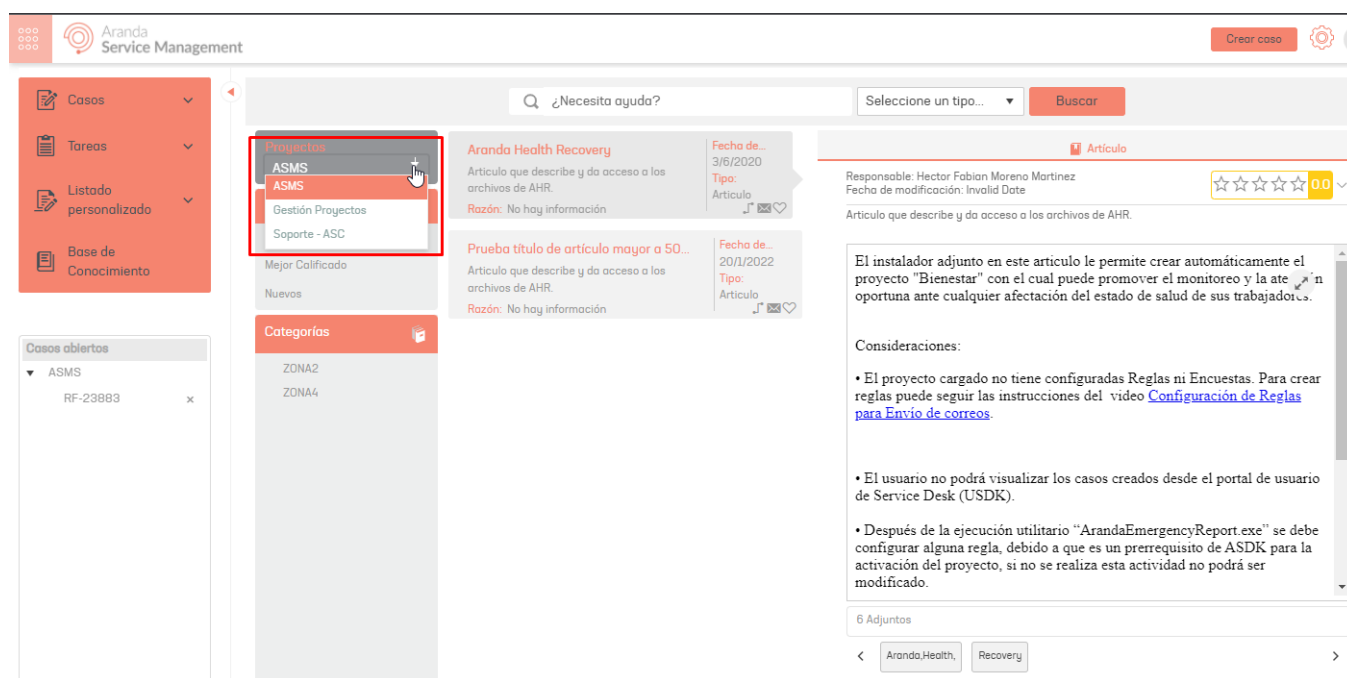 Aranda
Service Management
Crear caso
Casos
Tareas
Listado
personalizado
Base de
Conocimiento
Casos abiertos
ASMS
RF-23883
¿Necesita ayuda?
Seleccione un tipo...
Buscar
Proyectos
ASMS
ASMS
Gestión Proyectos
Soporte - ASC
Mejor Calificado
Nuevos
Categorías
ZONA2
ZONA4
Aranda Health Recovery
Articulo que describe y da acceso a los
archivos de AHR.
Razón: No hay información
Fecha de...
3/6/2020
Tipo:
Articulo
Prueba título de artículo mayor a 50...
Articulo que describe y da acceso a los
archivos de AHR.
Razón: No hay información
Fecha de...
20/1/2022
Tipo:
Articulo
Artículo
Responsable: Hector Fabian Moreno Martinez
Fecha de modificación: Invalid Date
0.0
Articulo que describe y da acceso a los archivos de AHR.
El instalador adjunto en este articulo le permite crear automáticamente el
proyecto "Bienestar" con el cual puede promover el monitoreo y la
oportuna ante cualquier afectación del estado de salud de sus trabajadores.
Consideraciones:
• El proyecto cargado no tiene configuradas Reglas ni Encuestas. Para crear
reglas puede seguir las instrucciones del video Configuración de Reglas
para Envío de correos.
• El usuario no podrá visualizar los casos creados desde el portal de usuario
de Service Desk (USDK).
• Después de la ejecución utilitario “ArandaEmergencyReport.exe” se debe
configurar alguna regla, debido a que es un prerrequisito de ASDK para la
activación del proyecto, si no se realiza esta actividad no podrá ser
modificado.
6 Adjuntos
Aranda,Health,
Recovery